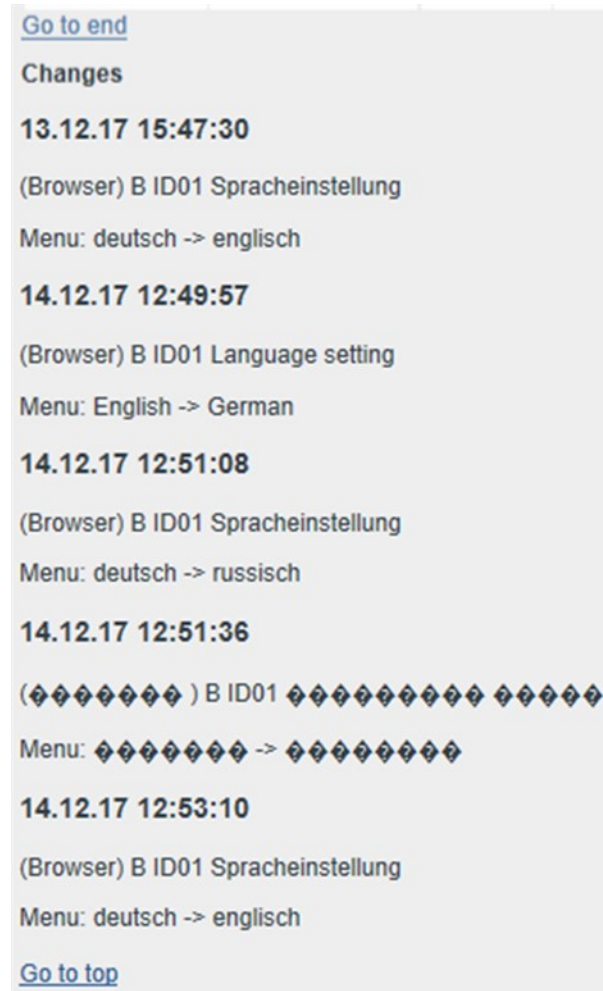 Go to end
Changes
13.12.17 15:47:30
(Browser) B ID01 Spracheinstellung
Menu: deutsch -> englisch
14.12.17 12:49:57
(Browser) B ID01 Language setting
Menu: English -> German
14.12.17 12:51:08
(Browser) B ID01 Spracheinstellung
Menu: deutsch -> russisch
14.12.17 12:51:36
(������� ) B ID01 ���������� �����
Menu: ������� -> ���������
14.12.17 12:53:10
(Browser) B ID01 Spracheinstellung
Menu: deutsch -> englisch
Go to top